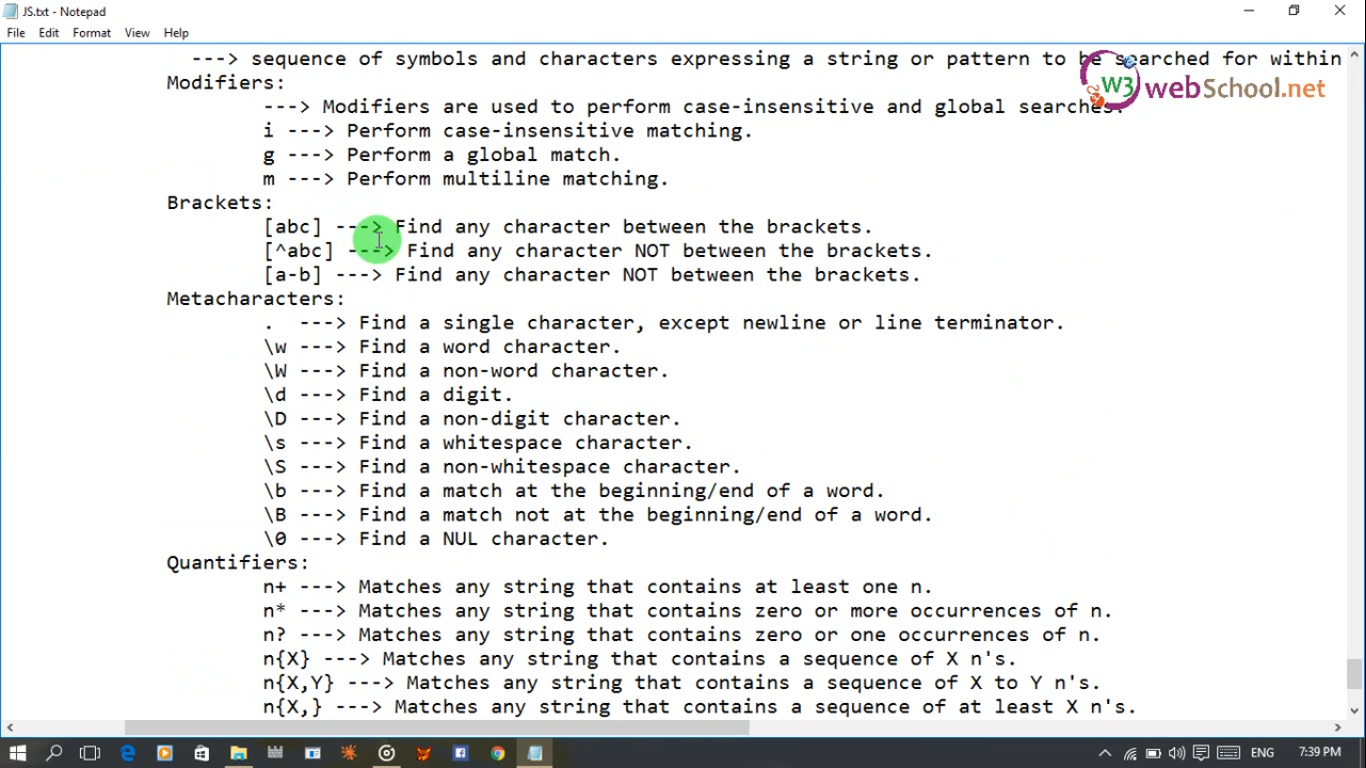 JS.txt - Notepad
File Edit Format View Help
---> sequence of symbols and characters expressing a string or pattern to be searched for within
W3 webSchool.net
Modifiers:
---> Modifiers are used to perform case-insensitive and global searches.
i ---> Perform case-insensitive matching.
g ---> Perform a global match.
m ---> Perform multiline matching.
Brackets:
[abc] ---> Find any character between the brackets.
[^abc] ---> Find any character NOT between the brackets.
[a-b] ---> Find any character NOT between the brackets.
Metacharacters:
. ---> Find a single character, except newline or line terminator.
\w ---> Find a word character.
\W ---> Find a non-word character.
\d ---> Find a digit.
\D ---> Find a non-digit character.
\s ---> Find a whitespace character.
\S ---> Find a non-whitespace character.
\b ---> Find a match at the beginning/end of a word.
\B ---> Find a match not at the beginning/end of a word.
\0 ---> Find a NUL character.
Quantifiers:
n+ ---> Matches any string that contains at least one n.
n* ---> Matches any string that contains zero or more occurrences of n.
n? ---> Matches any string that contains zero or one occurrences of n.
n{X} ---> Matches any string that contains a sequence of X n's.
n{X,Y} ---> Matches any string that contains a sequence of X to Y n's.
n{X,} ---> Matches any string that contains a sequence of at least X n's.
ENG 7:39 PM